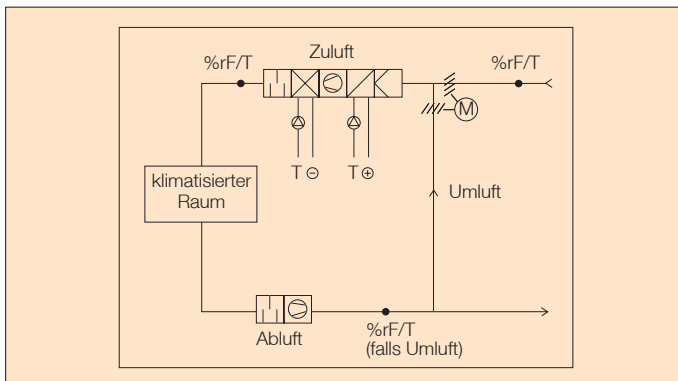 Zuluft
%rF/T
%rF/T
M
T ⊖
T ⊕
klimatisierter
Raum
Umluft
Abluft
%rF/T
(falls Umluft)